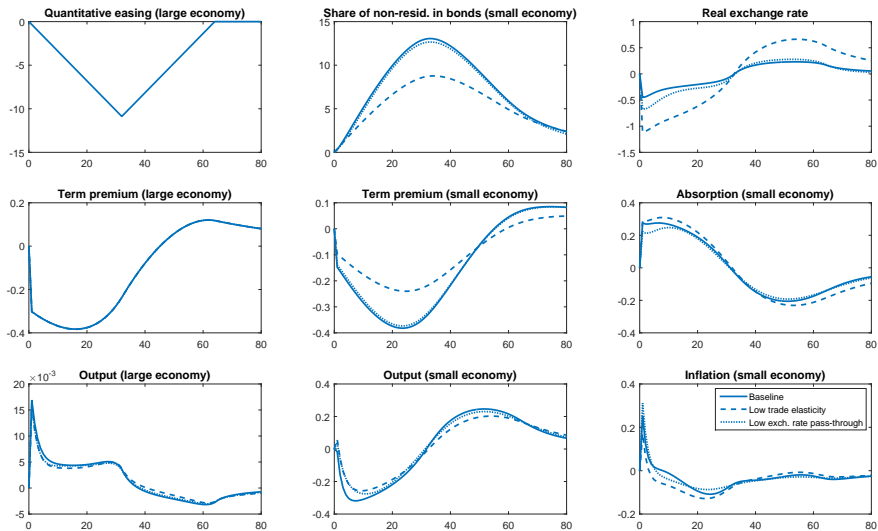 Quantitative easing (large economy)
0
-5
-10
-15
0 20 40 60 80
Share of non-resid. in bonds (small economy)
15
10
5
0
0 20 40 60 80
Real exchange rate
1
0.5
0
-0.5
-1
-1.5
0 20 40 60 80
Term premium (large economy)
0.2
0
-0.2
-0.4
0 20 40 60 80
Term premium (small economy)
0.1
0
-0.1
-0.2
-0.3
-0.4
0 20 40 60 80
Absorption (small economy)
0.4
0.2
0
-0.2
-0.4
0 20 40 60 80
Output (large economy)
×10⁻³
20
15
10
5
0
-5
0 20 40 60 80
Output (small economy)
0.4
0.2
0
-0.2
-0.4
0 20 40 60 80
Inflation (small economy)
0.4
0.2
0
-0.2
0 20 40 60 80
Baseline
Low trade elasticity
Low exch. rate pass-through